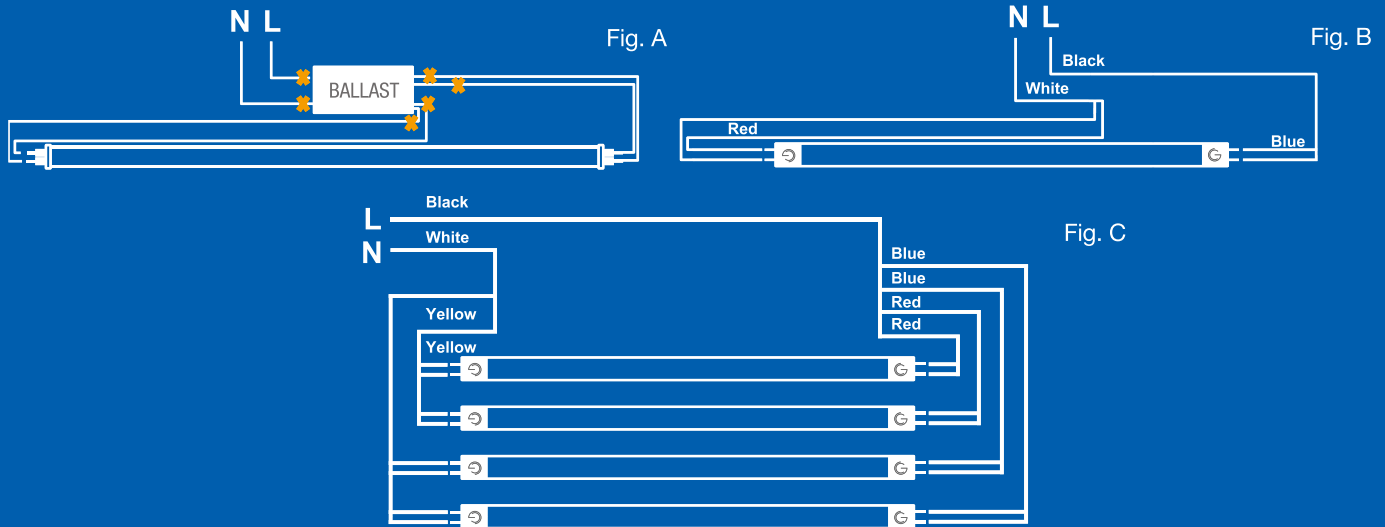 N L
Fig. A
BALLAST
N L
Fig. B
Black
White
Red
Blue
Fig. C
L
Black
N
White
Blue
Blue
Red
Red
Yellow
Yellow